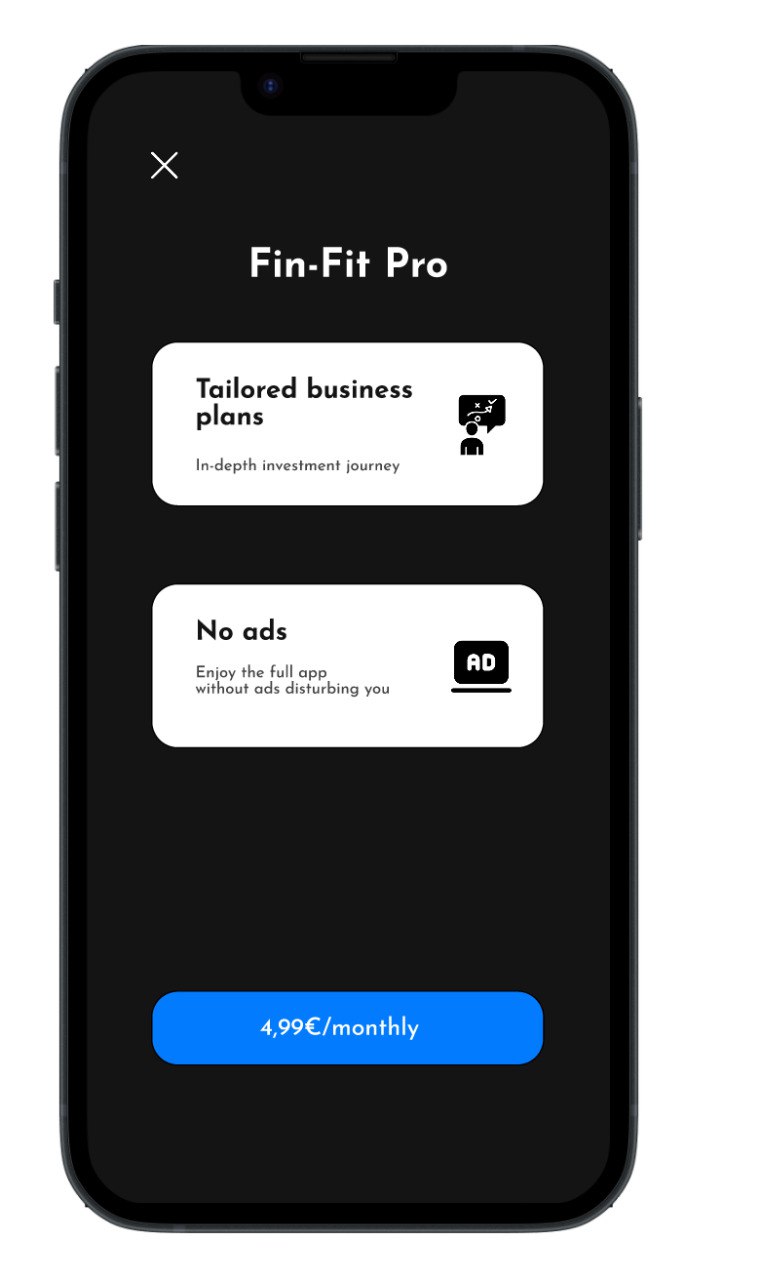 Fin-Fit Pro
Tailored business
plans
In-depth investment journey
No ads
Enjoy the full app
without ads disturbing you
AD
4,99€/monthly